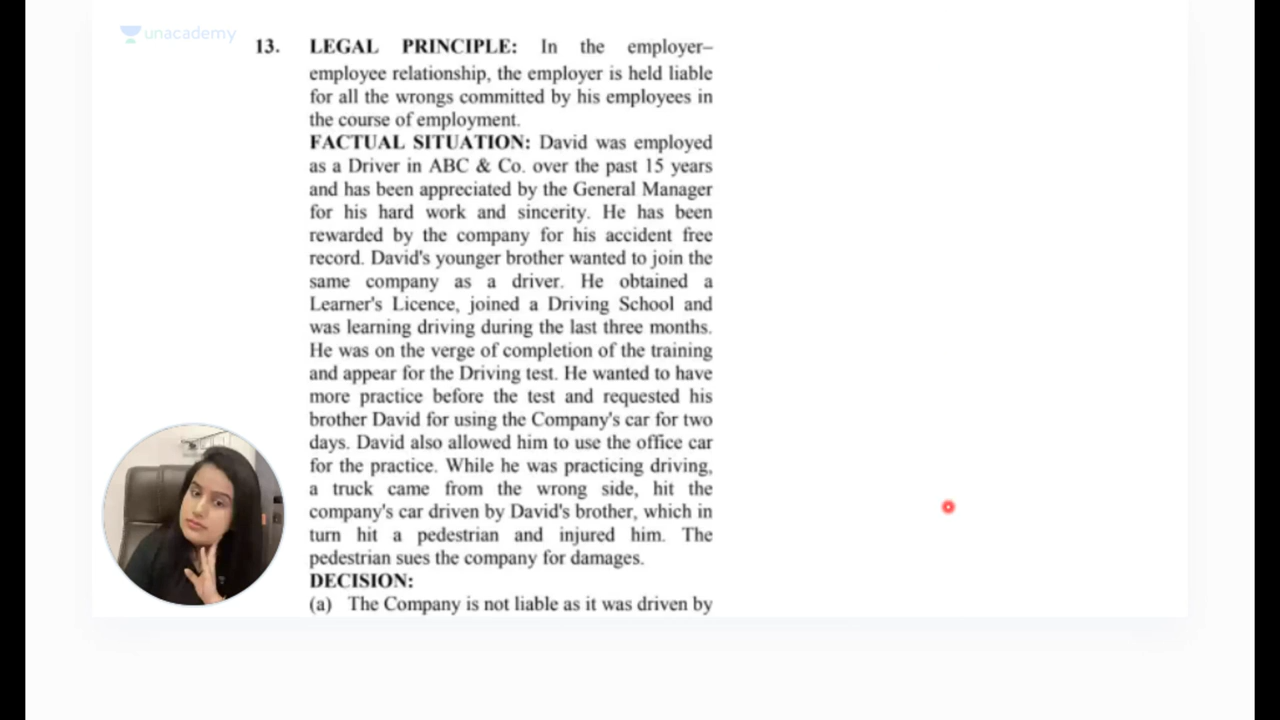 unacademy
13. LEGAL PRINCIPLE: In the employer–
employee relationship, the employer is held liable
for all the wrongs committed by his employees in
the course of employment.
FACTUAL SITUATION: David was employed
as a Driver in ABC & Co. over the past 15 years
and has been appreciated by the General Manager
for his hard work and sincerity. He has been
rewarded by the company for his accident free
record. David's younger brother wanted to join the
same company as a driver. He obtained a
Learner's Licence, joined a Driving School and
was learning driving during the last three months.
He was on the verge of completion of the training
and appear for the Driving test. He wanted to have
more practice before the test and requested his
brother David for using the Company's car for two
days. David also allowed him to use the office car
for the practice. While he was practicing driving,
a truck came from the wrong side, hit the
company's car driven by David's brother, which in
turn hit a pedestrian and injured him. The
pedestrian sues the company for damages.
DECISION:
(a) The Company is not liable as it was driven by